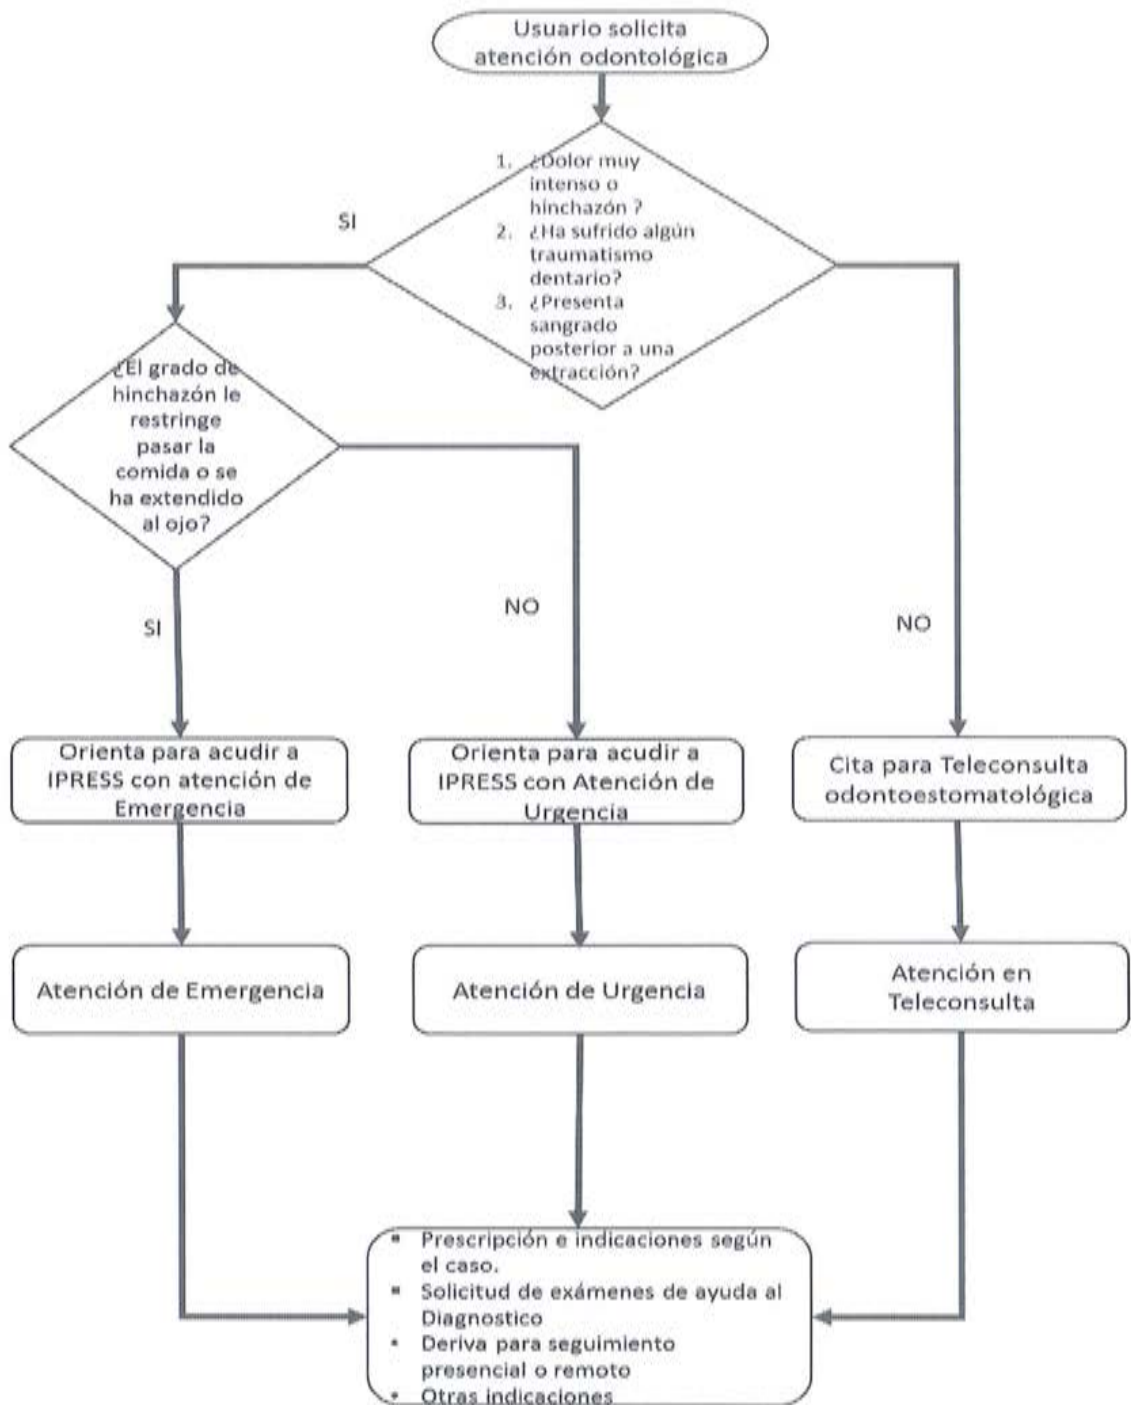 Usuario solicita
atención odontológica
1. ¿Dolor muy
intenso o
hinchazón ?
2. ¿Ha sufrido algún
traumatismo
dentario?
3. ¿Presenta
sangrado
posterior a una
extracción?
SI
¿El grado de
hinchazón le
restringe
pasar la
comida o se
ha extendido
al ojo?
NO
SI
NO
Orienta para acudir a
IPRESS con atención de
Emergencia
Orienta para acudir a
IPRESS con Atención de
Urgencia
Cita para Teleconsulta
odontoestomatológica
Atención de Emergencia
Atención de Urgencia
Atención en
Teleconsulta
▪ Prescripción e indicaciones según
el caso.
▪ Solicitud de exámenes de ayuda al
Diagnostico
• Deriva para seguimiento
presencial o remoto
• Otras indicaciones